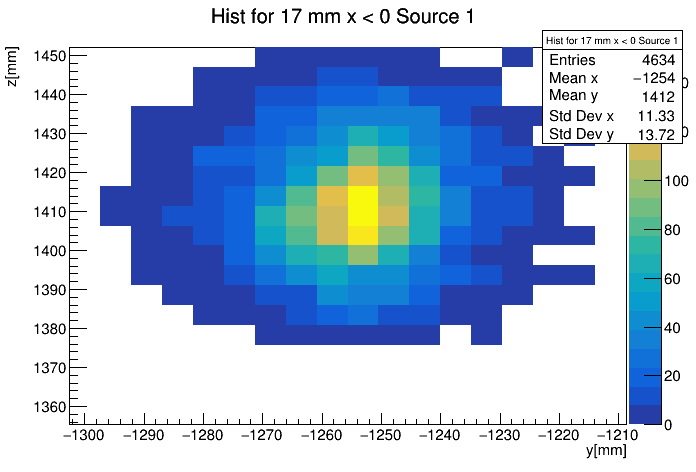 Hist for 17 mm x < 0 Source 1
z[mm]
Hist for 17 mm x < 0 Source 1
Entries 4634
Mean x −1254
Mean y 1412
Std Dev x 11.33
Std Dev y 13.72
1450
1440
1430
1420
1410
1400
1390
1380
1370
1360
100
80
60
40
20
0
−1300 −1290 −1280 −1270 −1260 −1250 −1240 −1230 −1220 −1210
y[mm]